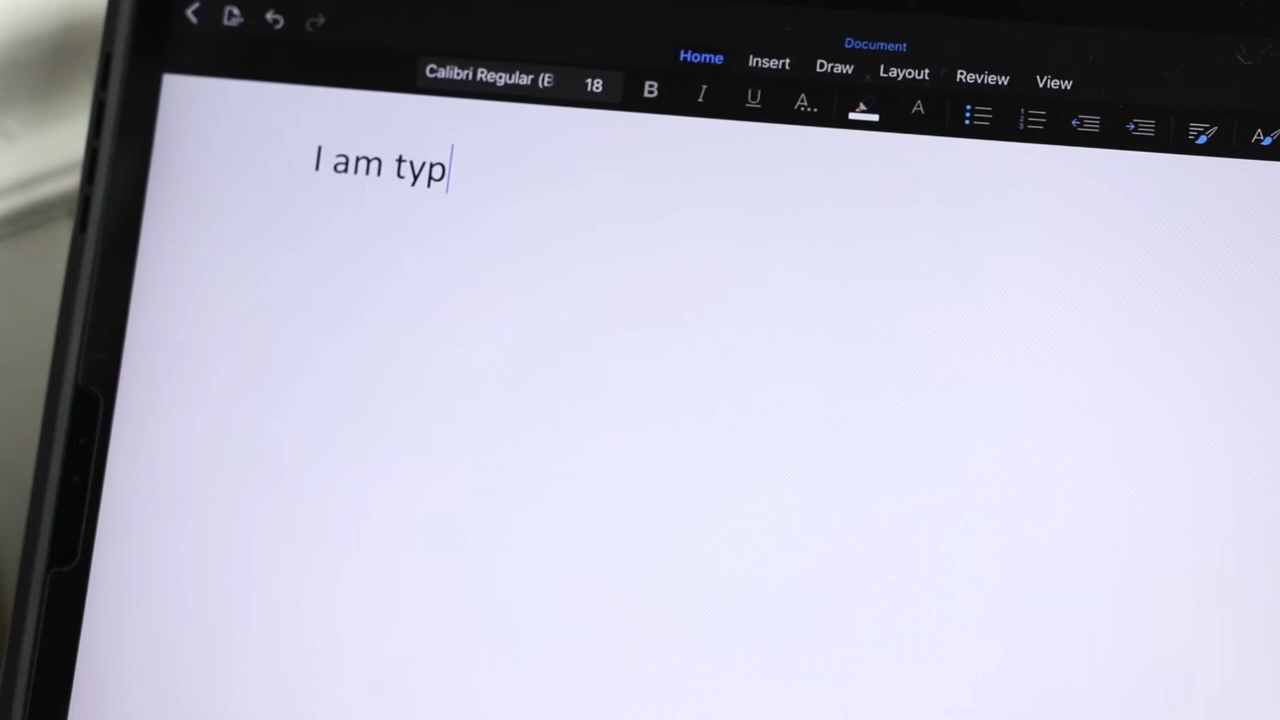 Document
Home Insert Draw Layout Review View
Calibri Regular (B 18 B I U A.. A
I am typ